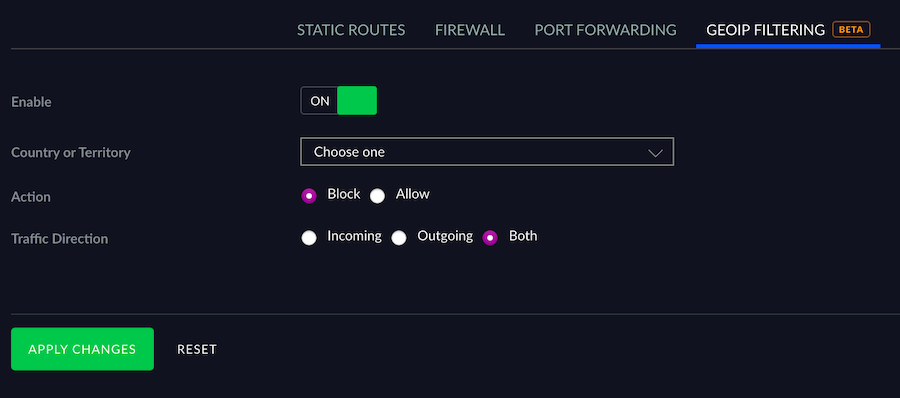 STATIC ROUTES FIREWALL PORT FORWARDING GEOIP FILTERING BETA
Enable ON
Country or Territory Choose one
Action Block Allow
Traffic Direction Incoming Outgoing Both
APPLY CHANGES RESET